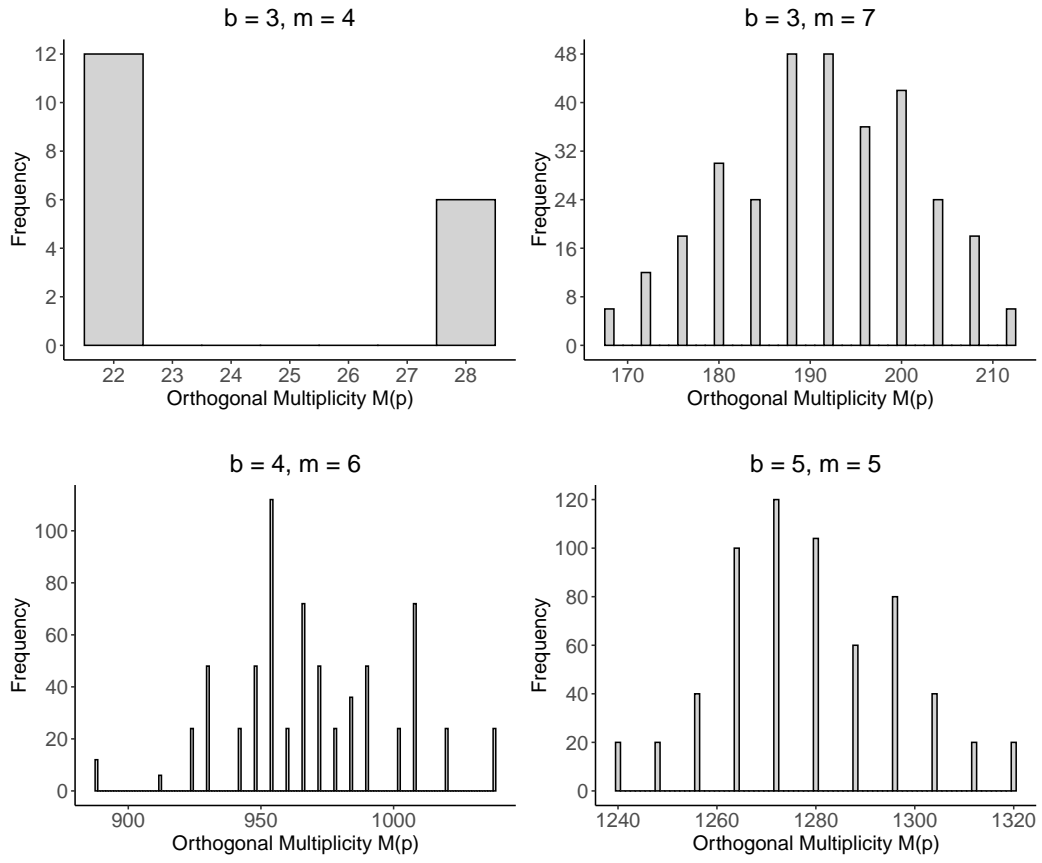 b = 3, m = 4
12
10
8
6
4
2
0
Frequency
22 23 24 25 26 27 28
Orthogonal Multiplicity M(p)
b = 3, m = 7
48
40
32
24
16
8
0
Frequency
170 180 190 200 210
Orthogonal Multiplicity M(p)
b = 4, m = 6
100
80
60
40
20
0
Frequency
900 950 1000
Orthogonal Multiplicity M(p)
b = 5, m = 5
120
100
80
60
40
20
0
Frequency
1240 1260 1280 1300 1320
Orthogonal Multiplicity M(p)